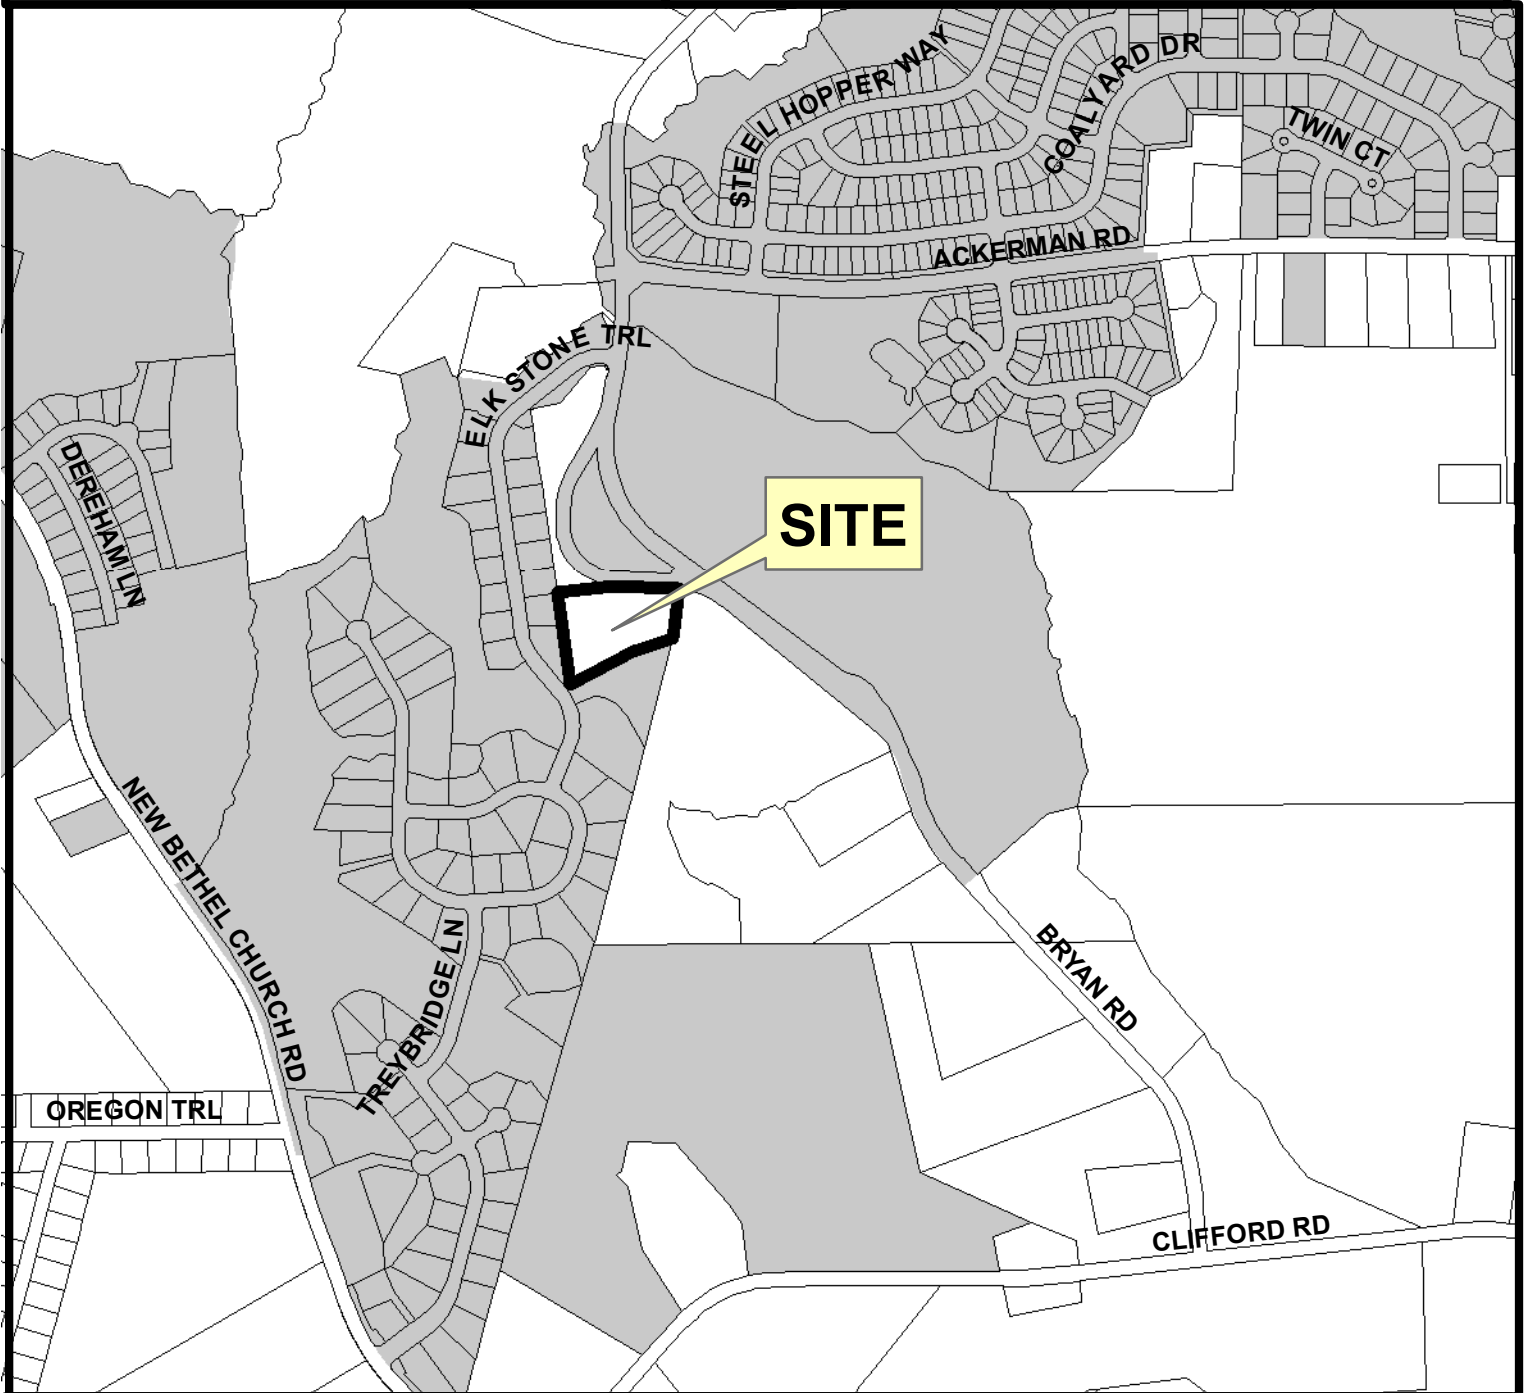 STEEL HOPPER WAY
COALYARD DR
TWIN CT
ACKERMAN RD
ELK STONE TRL
DEREHAM LN
SITE
NEW BETHEL CHURCH RD
TREYBRIDGE LN
BRYAN RD
OREGON TRL
CLIFFORD RD